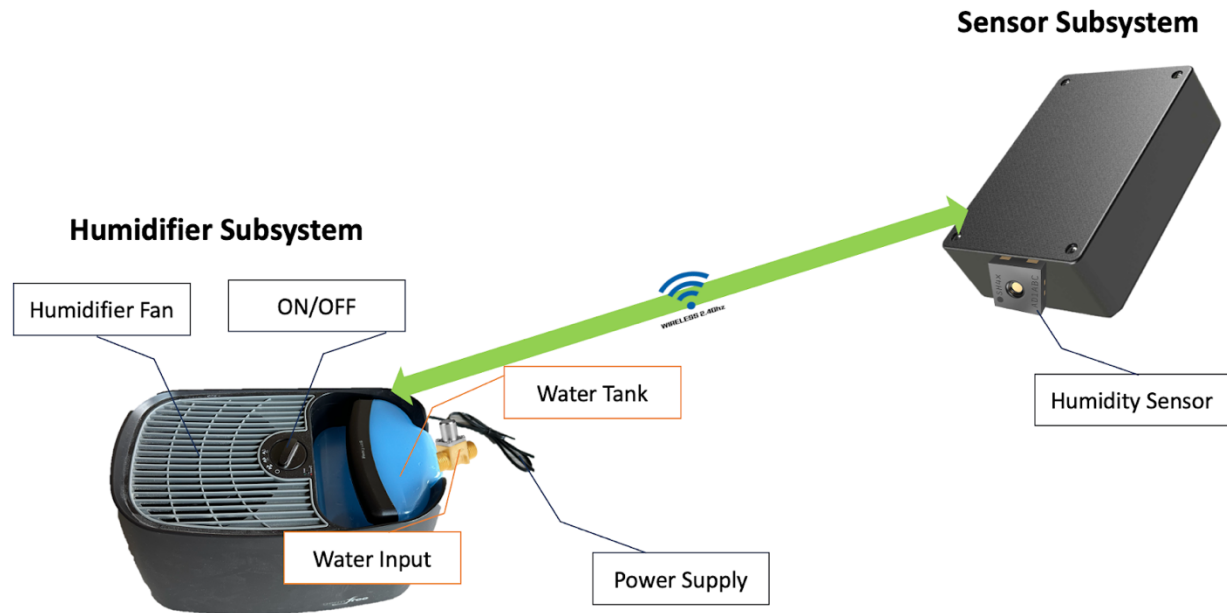 Sensor Subsystem
Humidifier Subsystem
Humidifier Fan
ON/OFF
WIRELESS 2.4Ghz
Water Tank
Humidity Sensor
Water Input
Power Supply